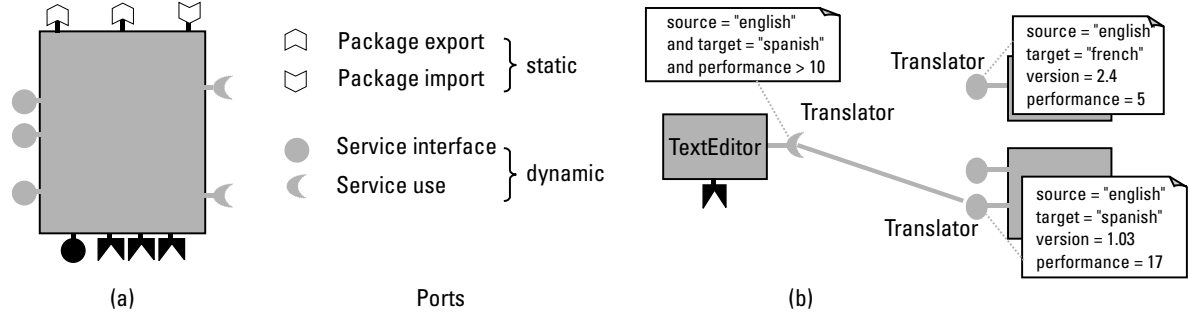 Package export
Package import
static
Service interface
Service use
dynamic
(a)
Ports
source = "english"
and target = "spanish"
and performance > 10
Translator
TextEditor
Translator
source = "english"
target = "french"
version = 2.4
performance = 5
Translator
source = "english"
target = "spanish"
version = 1.03
performance = 17
(b)